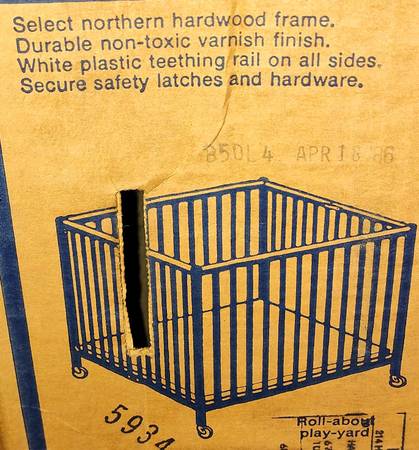 Select northern hardwood frame.
Durable non-toxic varnish finish.
White plastic teething rail on all sides.
Secure safety latches and hardware.
B50L4 APR 18 86
5934
Roll-about
play-yard